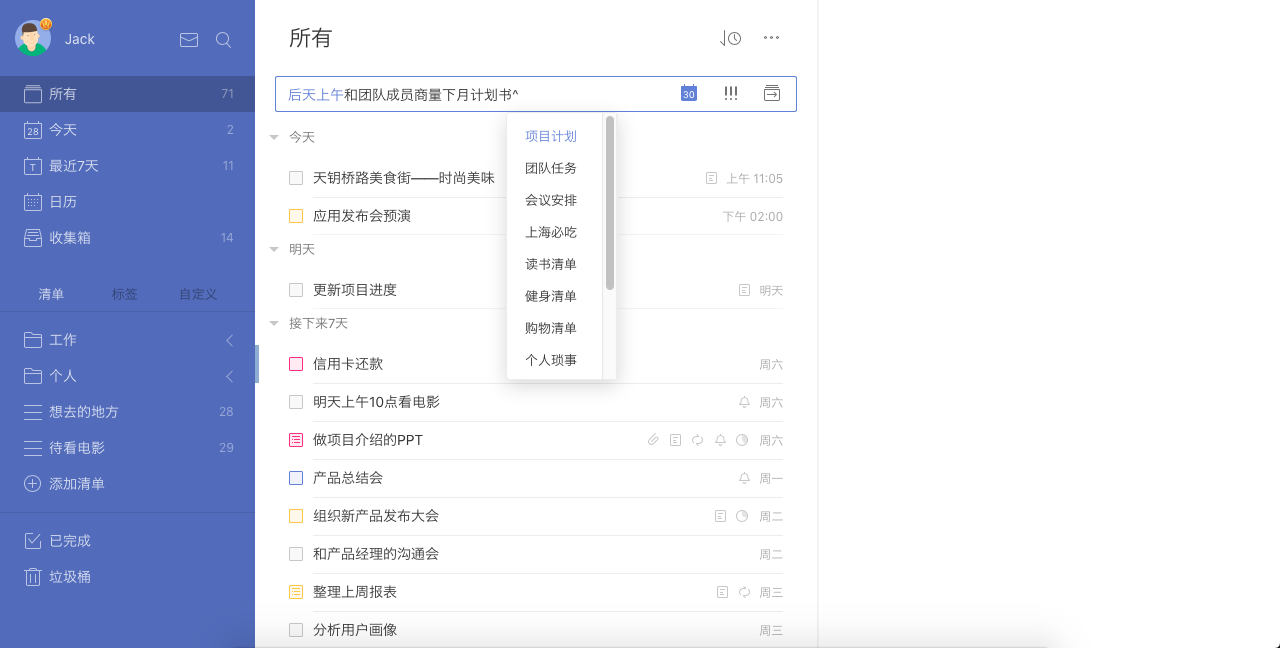 Jack
所有 71
28 今天 2
T 最近7天 11
日历
收集箱 14
清单 标签 自定义
工作
个人
想去的地方 28
待看电影 29
添加清单
已完成
垃圾桶
所有
后天上午和团队成员商量下月计划书^ 30
项目计划
团队任务
会议安排
上海必吃
读书清单
健身清单
购物清单
个人琐事
今天
天钥桥路美食街——时尚美味 上午 11:05
应用发布会预演 下午 02:00
明天
更新项目进度 明天
接下来7天
信用卡还款 周六
明天上午10点看电影 周六
做项目介绍的PPT 周六
产品总结会 周一
组织新产品发布大会 周二
和产品经理的沟通会 周二
整理上周报表 周三
分析用户画像 周三